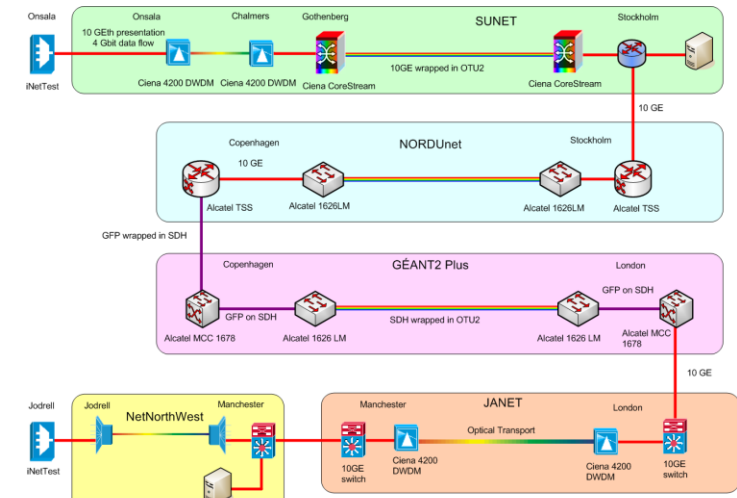 Onsala
Onsala
Chalmers
Gothenberg
SUNET
Stockholm
10 GEth presentation
4 Gbit data flow
iNetTest
Ciena 4200 DWDM
Ciena 4200 DWDM
Ciena CoreStream
10GE wrapped in OTU2
Ciena CoreStream
10 GE
Copenhagen
NORDUnet
Stockholm
10 GE
Alcatel TSS
Alcatel 1626LM
Alcatel 1626LM
Alcatel TSS
GFP wrapped in SDH
Copenhagen
GÉANT2 Plus
London
GFP on SDH
GFP on SDH
SDH wrapped in OTU2
Alcatel MCC 1678
Alcatel 1626 LM
Alcatel 1626 LM
Alcatel MCC
1678
10 GE
Jodrell
Jodrell
NetNorthWest
Manchester
Manchester
JANET
London
Optical Transport
iNetTest
10GE
switch
Ciena 4200
DWDM
Ciena 4200
DWDM
10GE
switch